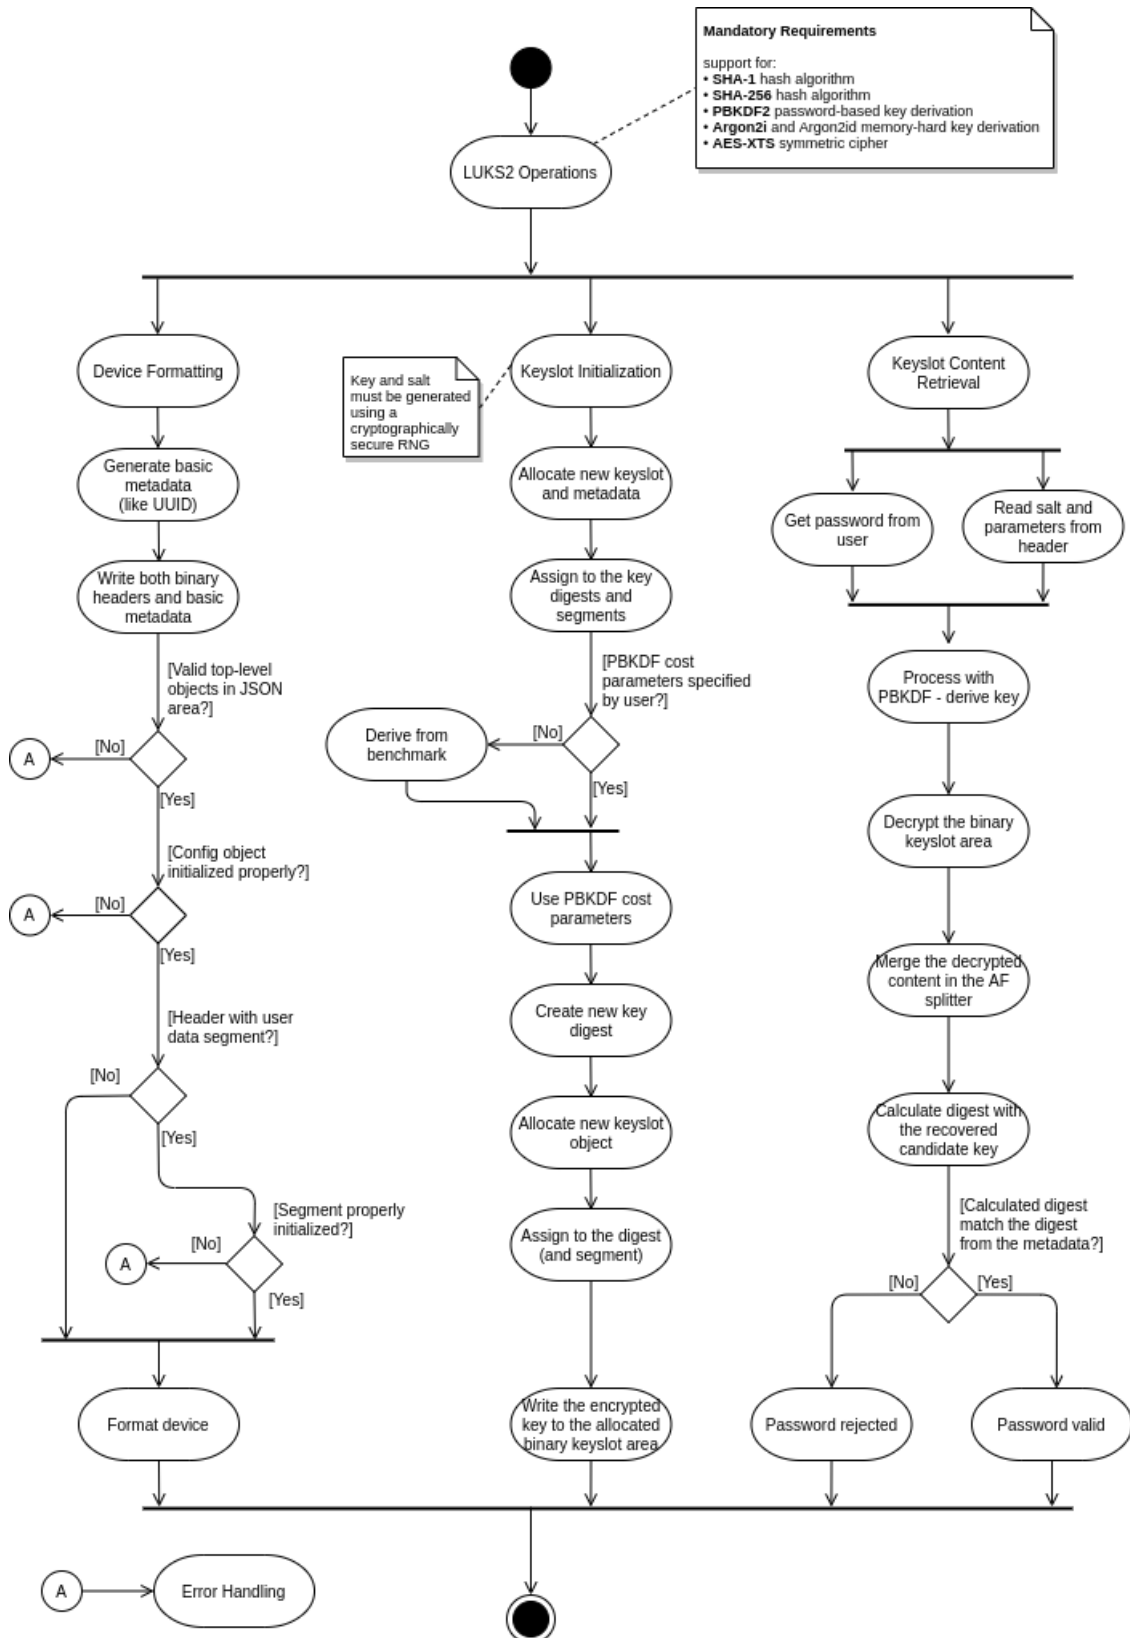 Mandatory Requirements
support for:
• SHA-1 hash algorithm
• SHA-256 hash algorithm
• PBKDF2 password-based key derivation
• Argon2i and Argon2id memory-hard key derivation
• AES-XTS symmetric cipher
LUKS2 Operations
Device Formatting
Generate basic
metadata
(like UUID)
Write both binary
headers and basic
metadata
[Valid top-level
objects in JSON
area?]
[No]
A
[Yes]
[Config object
initialized properly?]
[No]
A
[Yes]
[Header with user
data segment?]
[No]
[Yes]
[Segment properly
initialized?]
[No]
A
[Yes]
Format device
Key and salt
must be generated
using a
cryptographically
secure RNG
Keyslot Initialization
Allocate new keyslot
and metadata
Assign to the key
digests and
segments
[PBKDF cost
parameters specified
by user?]
[No]
Derive from
benchmark
[Yes]
Use PBKDF cost
parameters
Create new key
digest
Allocate new keyslot
object
Assign to the digest
(and segment)
Write the encrypted
key to the allocated
binary keyslot area
Keyslot Content
Retrieval
Get password from
user
Read salt and
parameters from
header
Process with
PBKDF - derive key
Decrypt the binary
keyslot area
Merge the decrypted
content in the AF
splitter
Calculate digest with
the recovered
candidate key
[Calculated digest
match the digest
from the metadata?]
[No]
[Yes]
Password rejected
Password valid
A
Error Handling